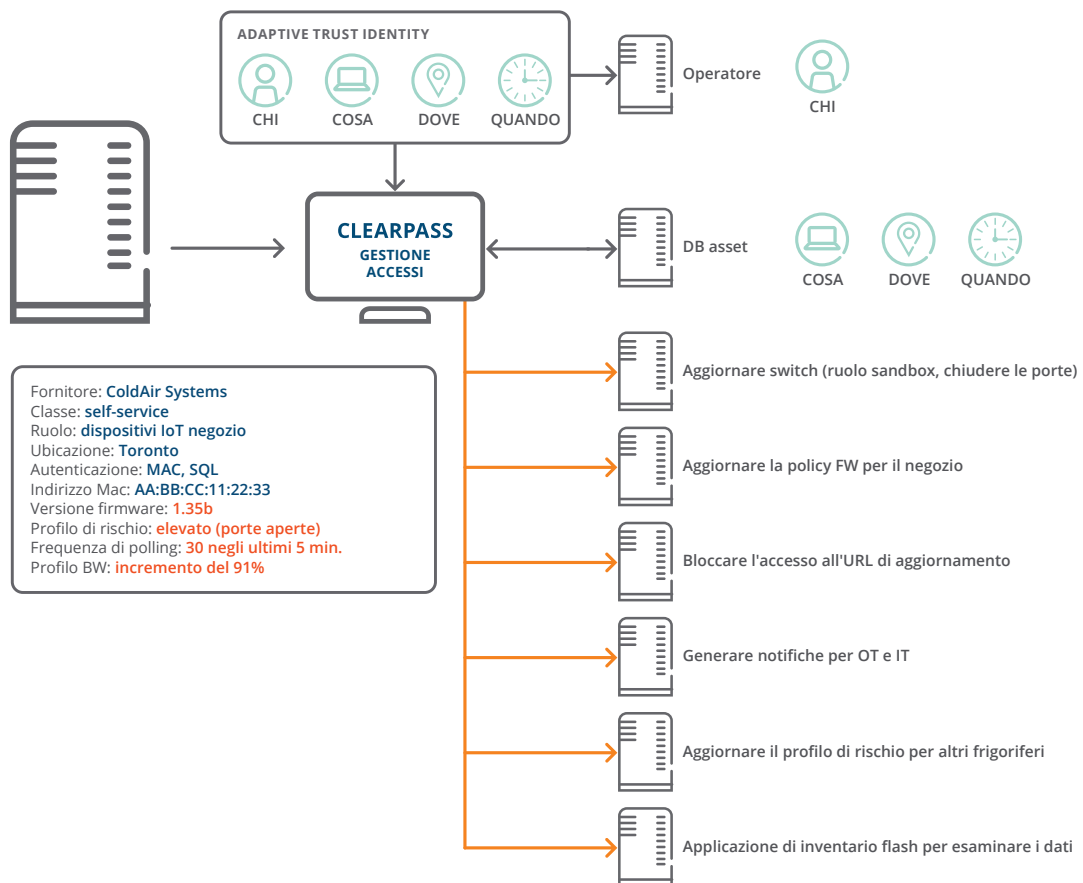 ADAPTIVE TRUST IDENTITY
CHI
COSA
DOVE
QUANDO
Operatore
CHI
CLEARPASS
GESTIONE
ACCESSI
DB asset
COSA
DOVE
QUANDO
Fornitore: ColdAir Systems
Classe: self-service
Ruolo: dispositivi IoT negozio
Ubicazione: Toronto
Autenticazione: MAC, SQL
Indirizzo Mac: AA:BB:CC:11:22:33
Versione firmware: 1.35b
Profilo di rischio: elevato (porte aperte)
Frequenza di polling: 30 negli ultimi 5 min.
Profilo BW: incremento del 91%
Aggiornare switch (ruolo sandbox, chiudere le porte)
Aggiornare la policy FW per il negozio
Bloccare l'accesso all'URL di aggiornamento
Generare notifiche per OT e IT
Aggiornare il profilo di rischio per altri frigoriferi
Applicazione di inventario flash per esaminare i dati